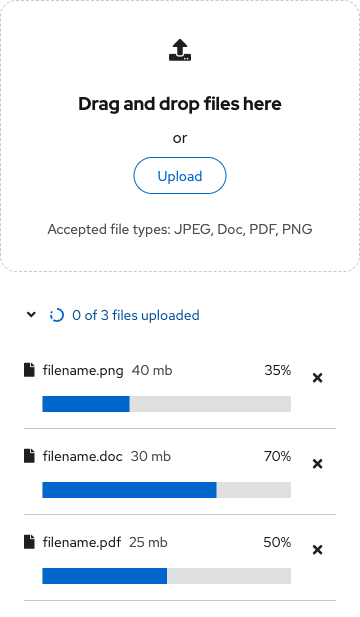 Drag and drop files here
or
Upload
Accepted file types: JPEG, Doc, PDF, PNG
0 of 3 files uploaded
filename.png 40 mb 35%
filename.doc 30 mb 70%
filename.pdf 25 mb 50%